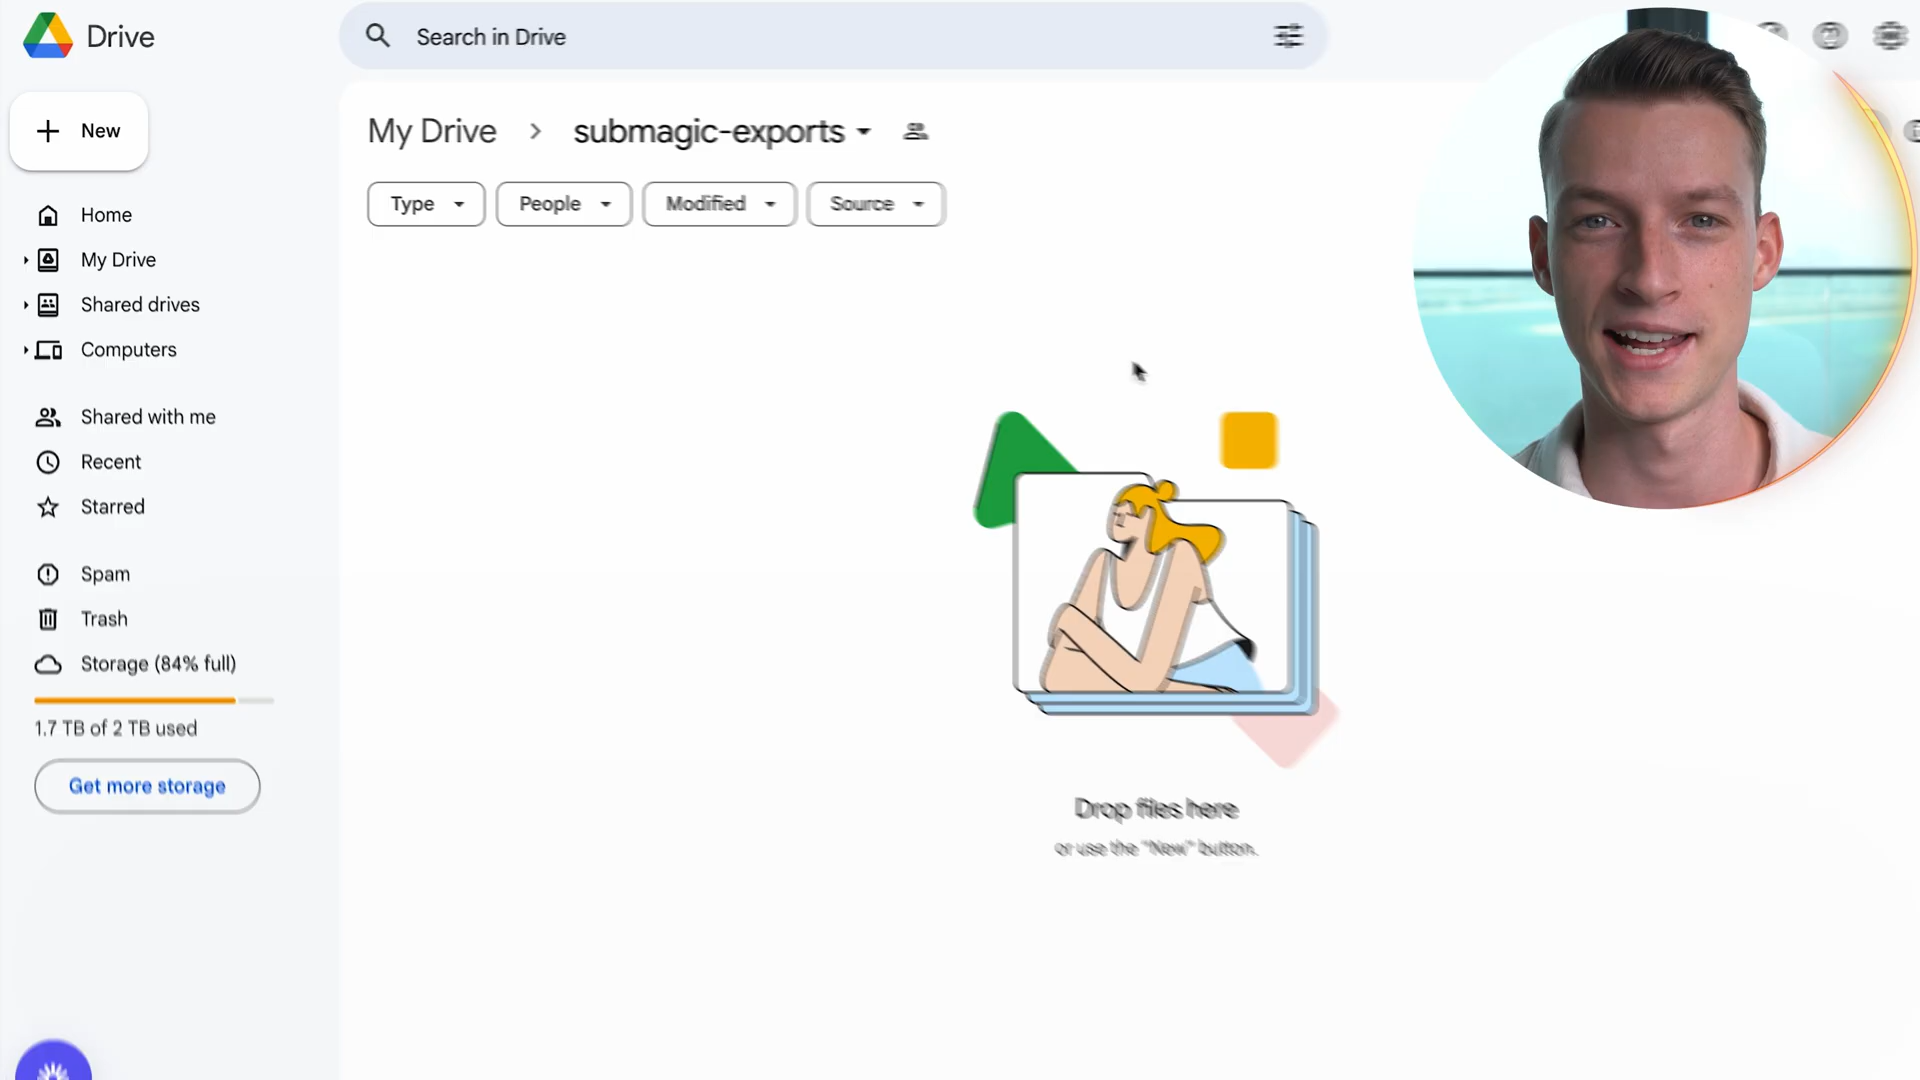 Drive
Search in Drive
New
My Drive > submagic-exports
Type
People
Modified
Source
Home
My Drive
Shared drives
Computers
Shared with me
Recent
Starred
Spam
Trash
Storage (84% full)
1.7 TB of 2 TB used
Get more storage
Drop files here
or use the "New" button.